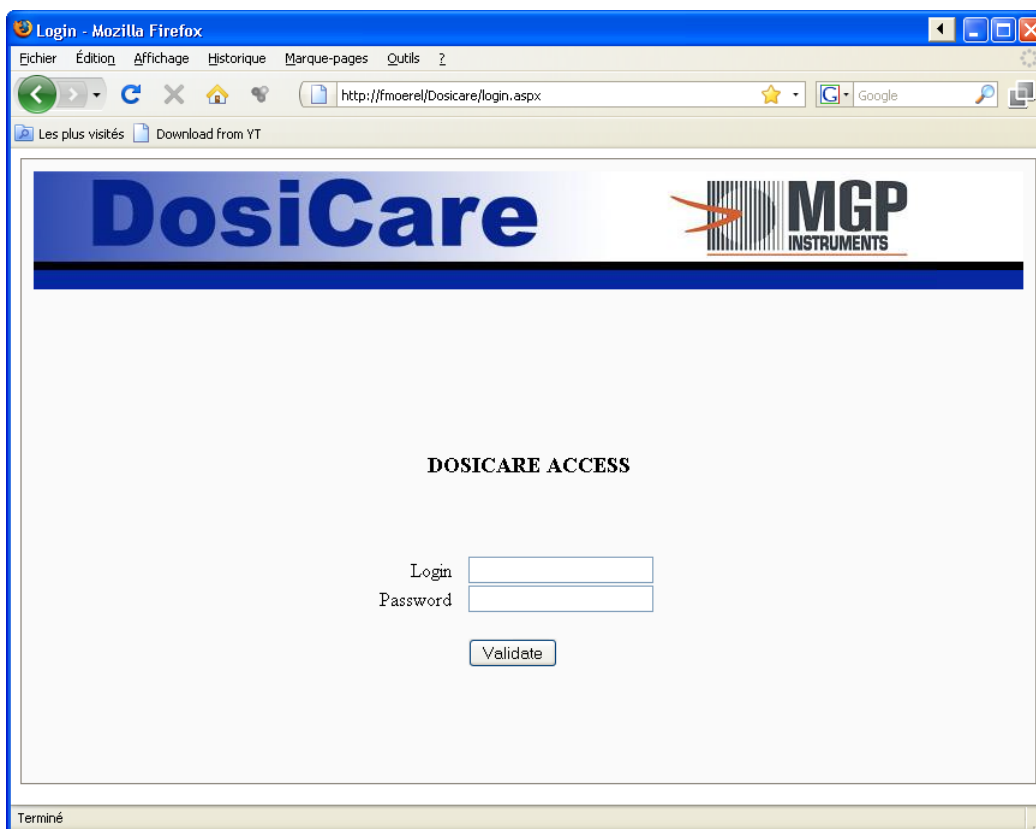 Login - Mozilla Firefox
Fichier Édition Affichage Historique Marque-pages Outils ?
http://fmoerel/Dosicare/login.aspx
G Google
Les plus visités Download from YT
DosiCare
MGP
INSTRUMENTS
DOSICARE ACCESS
Login
Password
Validate
Terminé